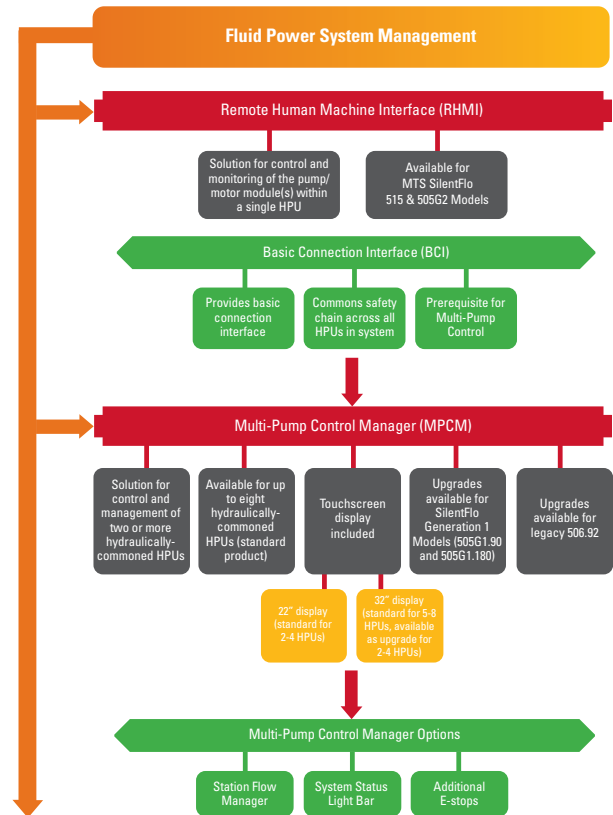 Fluid Power System Management
Remote Human Machine Interface (RHMI)
Solution for control and
monitoring of the pump/
motor module(s) within
a single HPU
Available for
MTS SilentFlo
515 & 505G2 Models
Basic Connection Interface (BCI)
Provides basic
connection
interface
Commons safety
chain across all
HPUs in system
Prerequisite for
Multi-Pump
Control
Multi-Pump Control Manager (MPCM)
Solution for
control and
management of
two or more
hydraulically-
commoned HPUs
Available for up
to eight
hydraulically-
commoned
HPUs (standard
product)
Touchscreen
display
included
Upgrades
available for
SilentFlo
Generation 1
Models (505G1.90
and 505G1.180)
Upgrades
available for
legacy 506.92
22” display
(standard for
2-4 HPUs)
32” display
(standard for 5-8
HPUs, available
as upgrade for
2-4 HPUs)
Multi-Pump Control Manager Options
Station Flow
Manager
System Status
Light Bar
Additional
E-stops